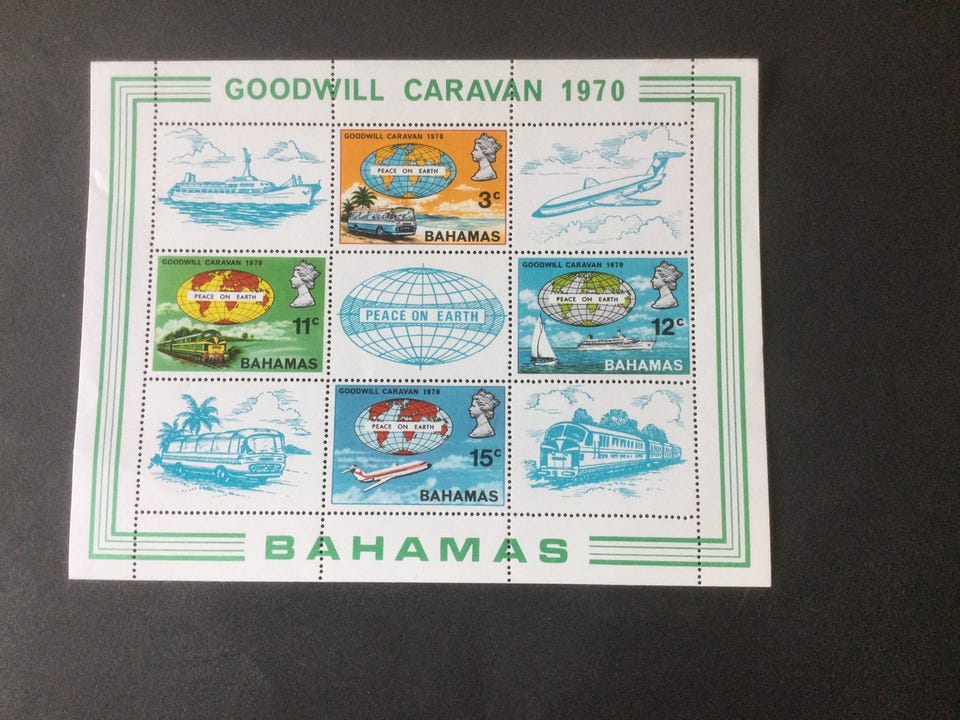 GOODWILL CARAVAN 1970
GOODWILL CARAVAN 1970
PEACE ON EARTH
3c
BAHAMAS
GOODWILL CARAVAN 1970
PEACE ON EARTH
11c
BAHAMAS
PEACE ON EARTH
GOODWILL CARAVAN 1970
PEACE ON EARTH
12c
BAHAMAS
GOODWILL CARAVAN 1970
PEACE ON EARTH
15c
BAHAMAS
BAHAMAS